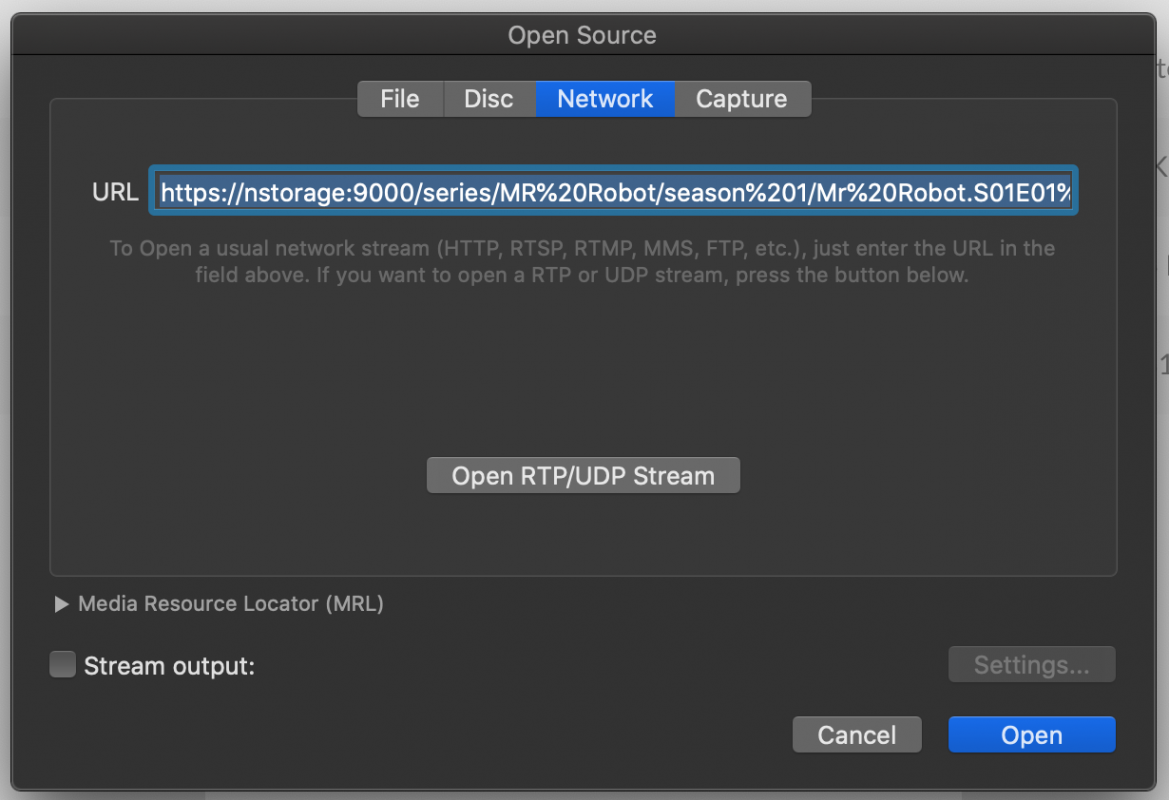 Open Source
File Disc Network Capture
URL https://nstorage:9000/series/MR%20Robot/season%201/Mr%20Robot.S01E01%
To Open a usual network stream (HTTP, RTSP, RTMP, MMS, FTP, etc.), just enter the URL in the
field above. If you want to open a RTP or UDP stream, press the button below.
Open RTP/UDP Stream
Media Resource Locator (MRL)
Stream output:
Settings...
Cancel Open